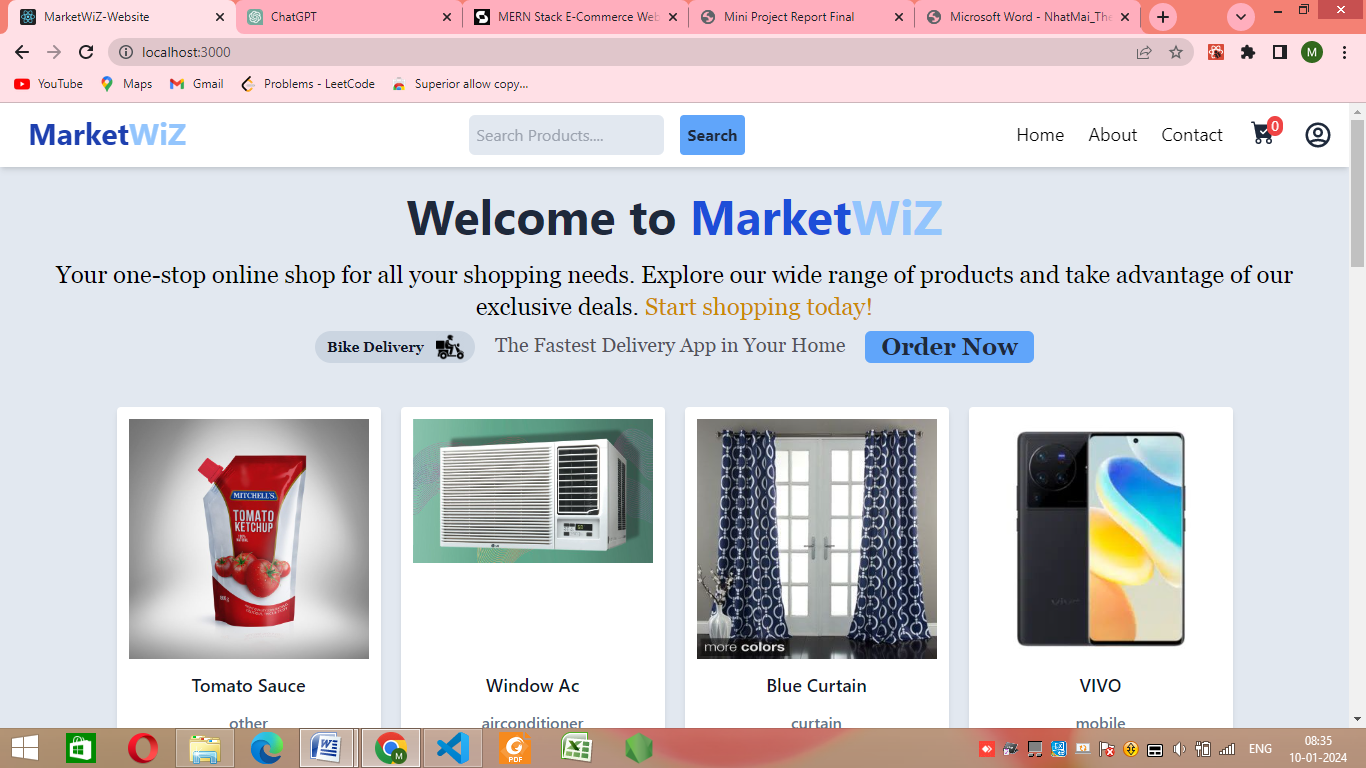 MarketWiZ-Website
ChatGPT
MERN Stack E-Commerce Web
Mini Project Report Final
Microsoft Word - NhatMai_The
localhost:3000
M
YouTube
Maps
Gmail
Problems - LeetCode
Superior allow copy...
MarketWiZ
Search Products....
Search
Home
About
Contact
0
Welcome to MarketWiZ
Your one-stop online shop for all your shopping needs. Explore our wide range of products and take advantage of our
exclusive deals. Start shopping today!
Bike Delivery
The Fastest Delivery App in Your Home
Order Now
MITCHELL'S
TOMATO
KETCHUP
LG
more colors
vivo
Tomato Sauce
Window Ac
Blue Curtain
VIVO
other
airconditioner
curtain
mobile
PDF
ENG
08:35
10-01-2024